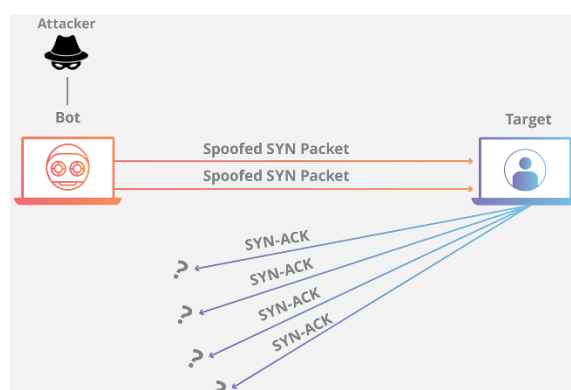 Attacker
Bot
Target
Spoofed SYN Packet
Spoofed SYN Packet
SYN-ACK
?
SYN-ACK
?
SYN-ACK
?
SYN-ACK
?